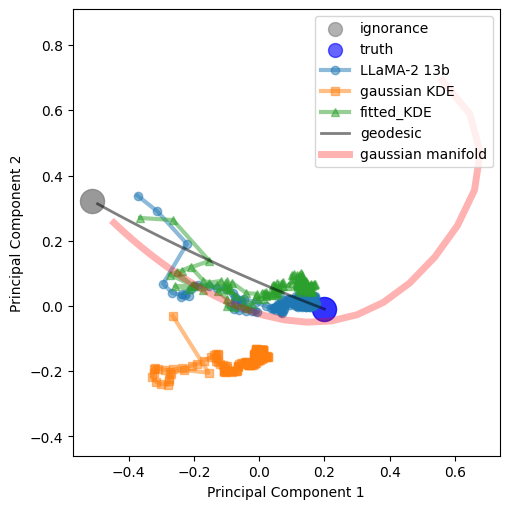 ignorance
truth
LLaMA-2 13b
gaussian KDE
fitted_KDE
geodesic
gaussian manifold
0.8
0.6
0.4
0.2
0.0
−0.2
−0.4
Principal Component 2
−0.4 −0.2 0.0 0.2 0.4 0.6
Principal Component 1